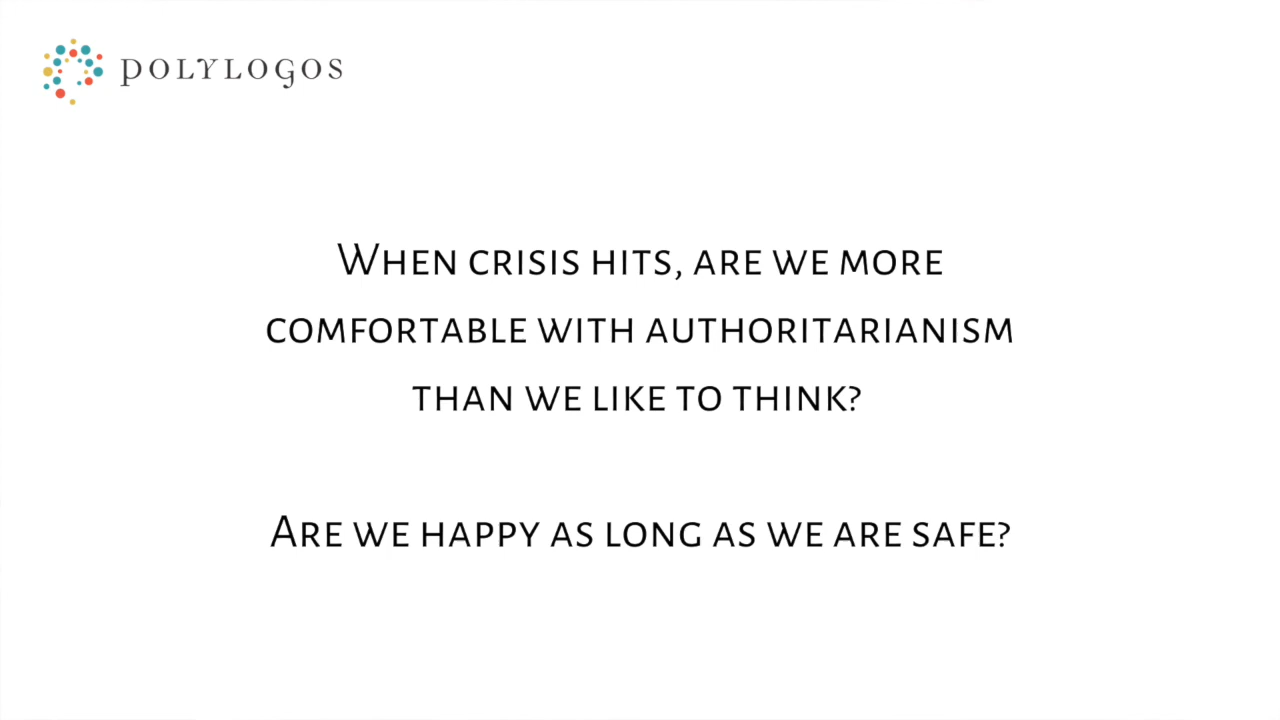 POLYLOGOS
When crisis hits, are we more
comfortable with authoritarianism
than we like to think?
Are we happy as long as we are safe?